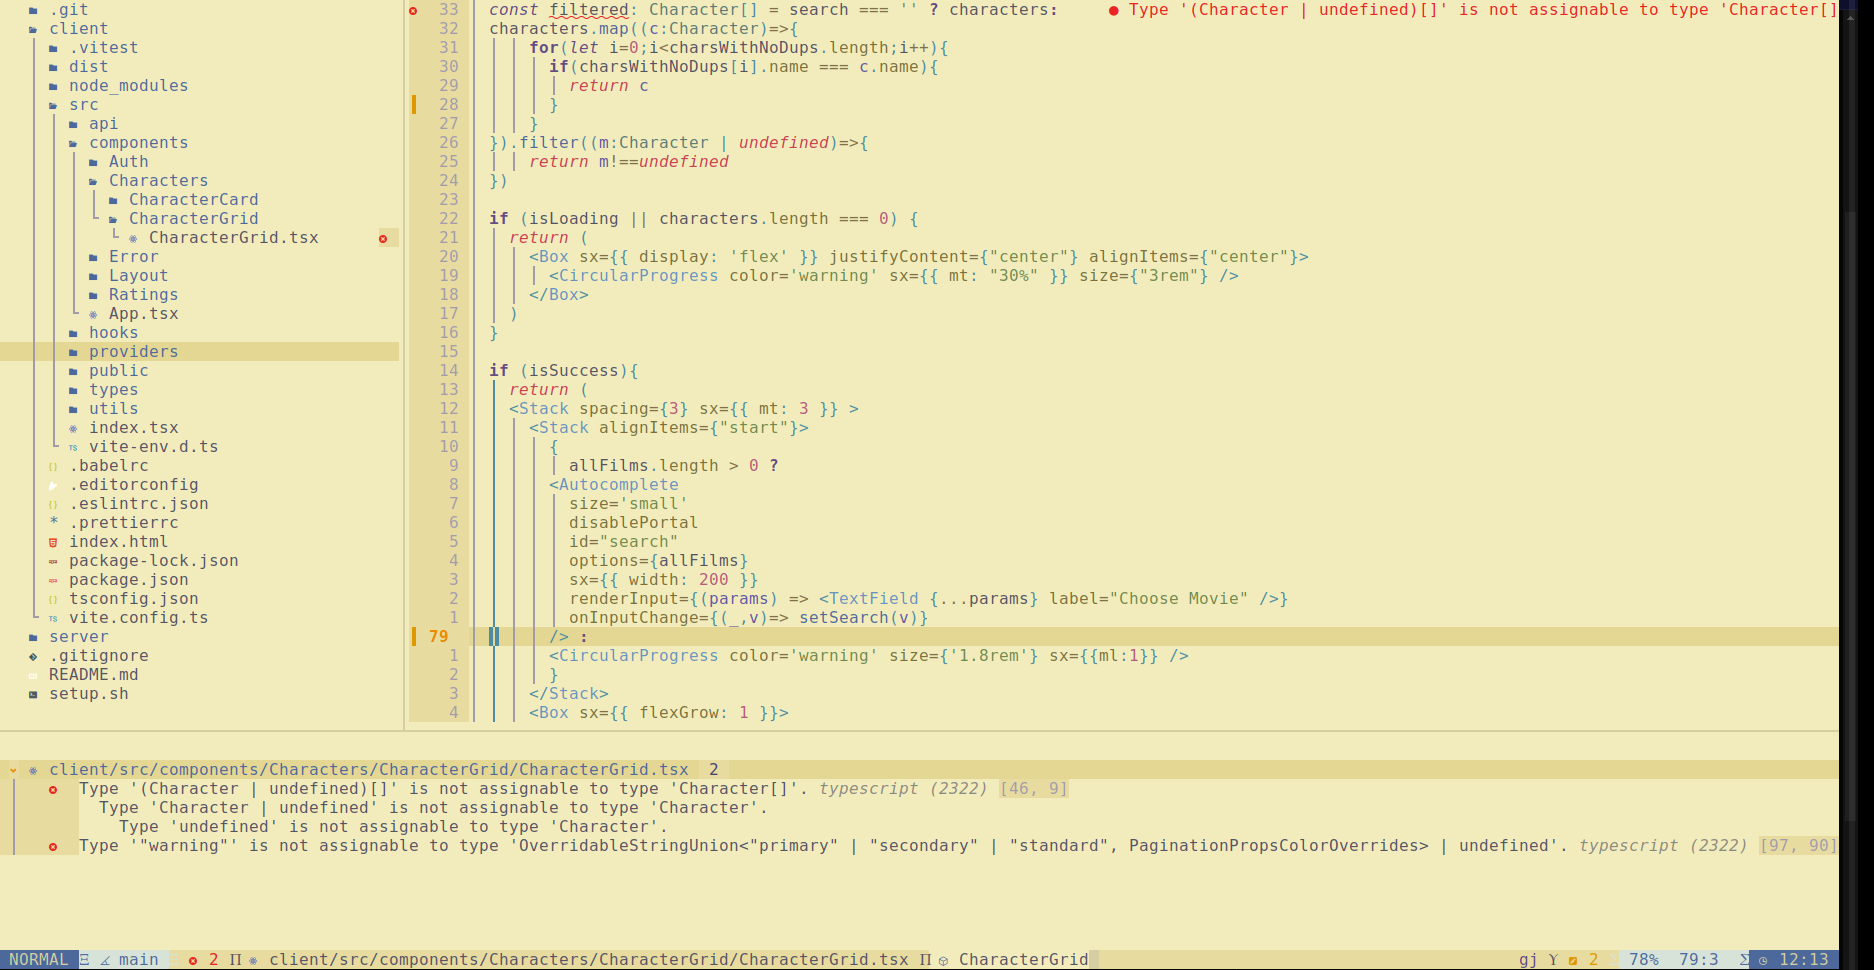 .git
client
.vitest
dist
node_modules
src
api
components
Auth
Characters
CharacterCard
CharacterGrid
CharacterGrid.tsx
Error
Layout
Ratings
App.tsx
hooks
providers
public
types
utils
index.tsx
TS vite-env.d.ts
{} .babelrc
.editorconfig
{} .eslintrc.json
* .prettierrc
index.html
package-lock.json
package.json
{} tsconfig.json
TS vite.config.ts
server
.gitignore
README.md
setup.sh
33 const filtered: Character[] = search === '' ? characters: ● Type '(Character | undefined)[]' is not assignable to type 'Character[]
32 characters.map((c:Character)=>{
31 for(let i=0;i<charsWithNoDups.length;i++){
30 if(charsWithNoDups[i].name === c.name){
29 return c
28 }
27 }
26 }).filter((m:Character | undefined)=>{
25 return m!==undefined
24 })
23
22 if (isLoading || characters.length === 0) {
21 return (
20 <Box sx={{ display: 'flex' }} justifyContent={"center"} alignItems={"center"}>
19 <CircularProgress color='warning' sx={{ mt: "30%" }} size={"3rem"} />
18 </Box>
17 )
16 }
15
14 if (isSuccess){
13 return (
12 <Stack spacing={3} sx={{ mt: 3 }} >
11 <Stack alignItems={"start"}>
10 {
9 allFilms.length > 0 ?
8 <Autocomplete
7 size='small'
6 disablePortal
5 id="search"
4 options={allFilms}
3 sx={{ width: 200 }}
2 renderInput={(params) => <TextField {...params} label="Choose Movie" />}
1 onInputChange={(_,v)=> setSearch(v)}
79 /> :
1 <CircularProgress color='warning' size={'1.8rem'} sx={{ml:1}} />
2 }
3 </Stack>
4 <Box sx={{ flexGrow: 1 }}>
client/src/components/Characters/CharacterGrid/CharacterGrid.tsx 2
Type '(Character | undefined)[]' is not assignable to type 'Character[]'. typescript (2322) [46, 9]
Type 'Character | undefined' is not assignable to type 'Character'.
Type 'undefined' is not assignable to type 'Character'.
Type '"warning"' is not assignable to type 'OverridableStringUnion<"primary" | "secondary" | "standard", PaginationPropsColorOverrides> | undefined'. typescript (2322) [97, 90]
NORMAL Ξ main 2 Π client/src/components/Characters/CharacterGrid/CharacterGrid.tsx Π CharacterGrid gj ϒ 2 78% 79:3 Σ 12:13